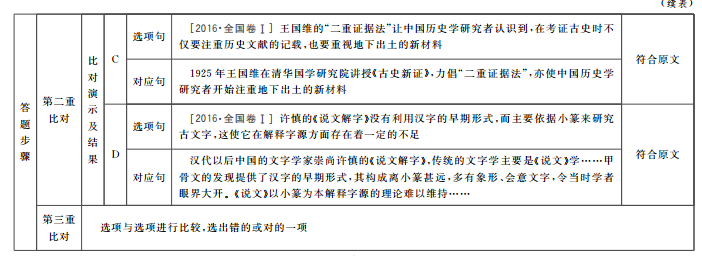 (续表)
答题步骤
第二重比对
比对演示及结果
C
选项句
[2016·全国卷Ⅰ] 王国维的“二重证据法”让中国历史学研究者认识到,在考证古史时不
仅要注重历史文献的记载,也要重视地下出土的新材料
符合原文
对应句
1925年王国维在清华国学研究院讲授《古史新证》,力倡“二重证据法”,亦使中国历史学
研究者开始注重地下出土的新材料
D
选项句
[2016·全国卷Ⅰ] 许慎的《说文解字》没有利用汉字的早期形式,而主要依据小篆来研究
古文字,这使它在解释字源方面存在着一定的不足
符合原文
对应句
汉代以后中国的文字学家崇尚许慎的《说文解字》,传统的文字学主要是《说文》学……甲
骨文的发现提供了汉字的早期形式,其构成离小篆甚远,多有象形、会意文字,令当时学者
眼界大开。《说文》以小篆为本解释字源的理论难以维持……
第三重
比对
选项与选项进行比较,选出错的或对的一项